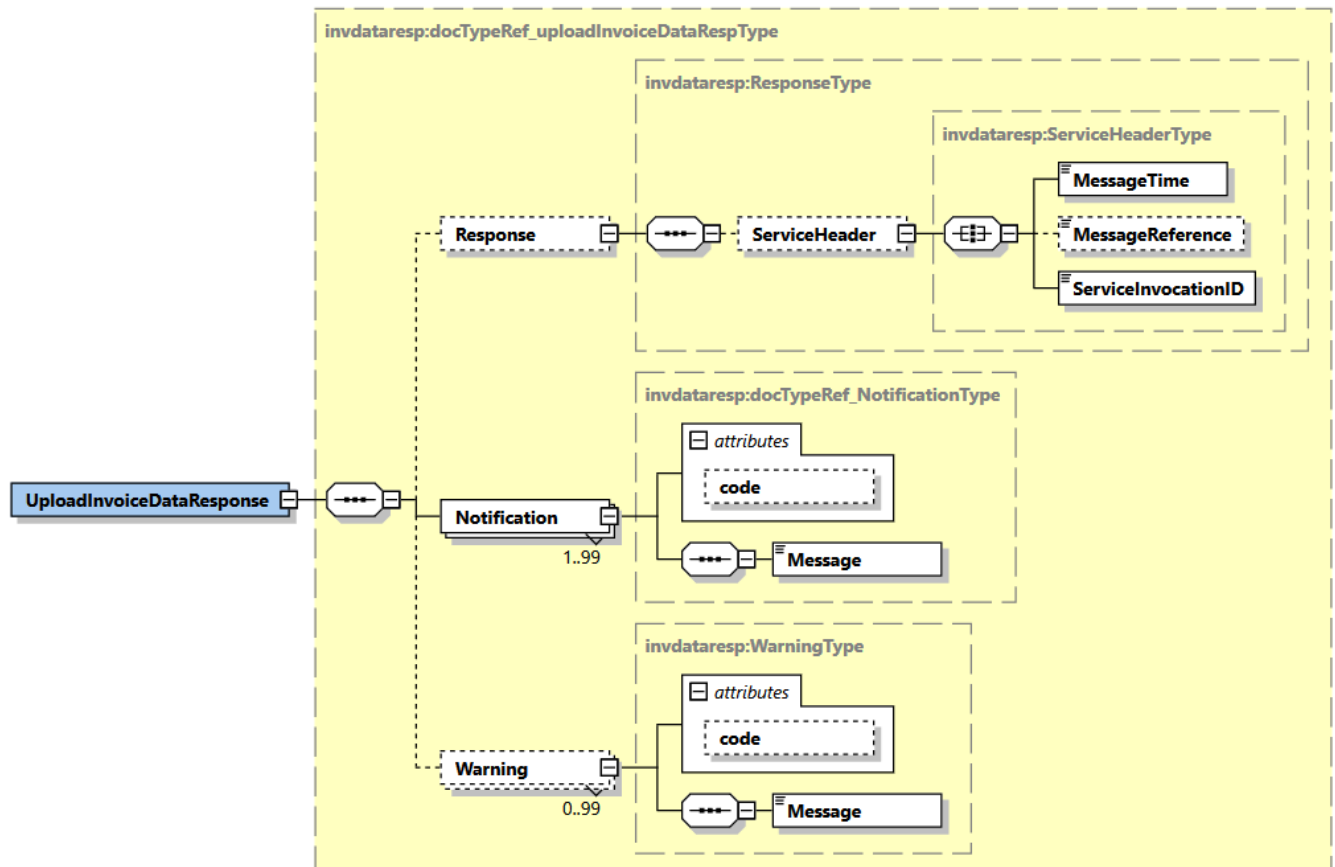 invdataresp:docTypeRef_uploadInvoiceDataRespType
invdataresp:ResponseType
invdataresp:ServiceHeaderType
MessageTime
Response
ServiceHeader
MessageReference
ServiceInvocationID
invdataresp:docTypeRef_NotificationType
attributes
code
UploadInvoiceDataResponse
Notification
1..99
Message
invdataresp:WarningType
attributes
code
Warning
0..99
Message